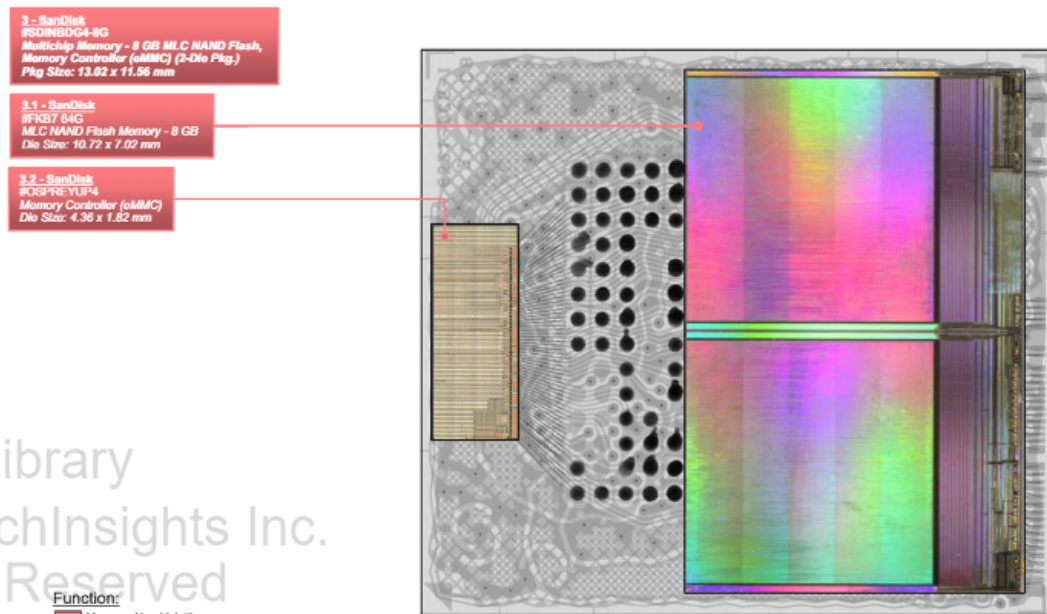 3 - SanDisk
#SDINBDG4-8G
Multichip Memory - 8 GB MLC NAND Flash,
Memory Controller (eMMC) (2-Die Pkg.)
Pkg Size: 13.02 x 11.56 mm
3.1 - SanDisk
#FKB7 64G
MLC NAND Flash Memory - 8 GB
Die Size: 10.72 x 7.02 mm
3.2 - SanDisk
#OSPREYUP4
Memory Controller (eMMC)
Die Size: 4.36 x 1.82 mm
ibrary
chInsights Inc.
Reserved
Function: